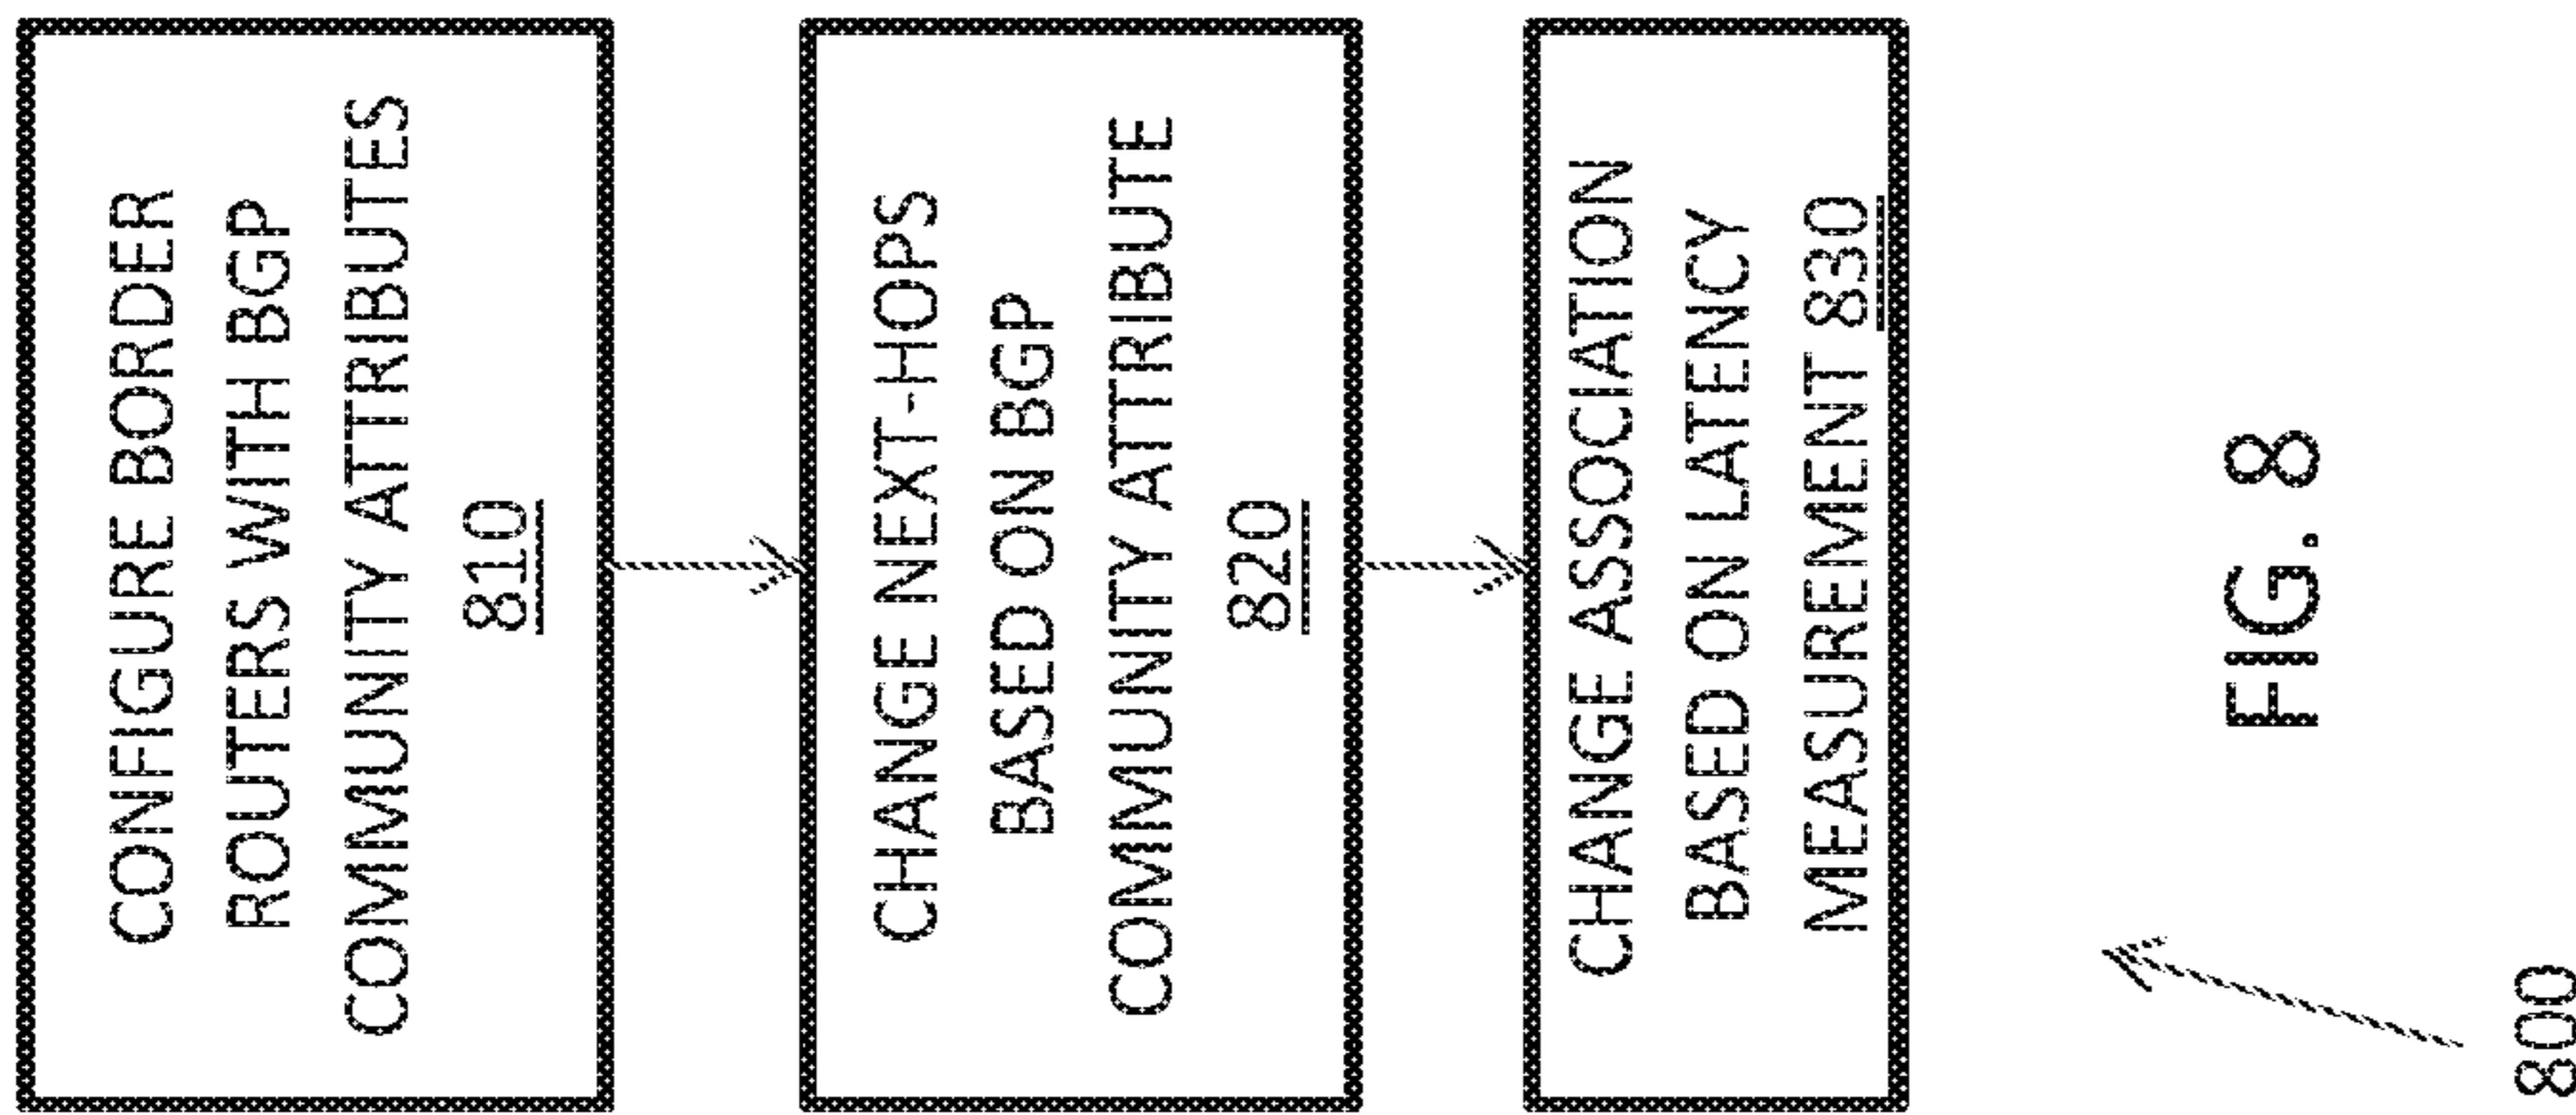 CONFIGURE BORDER
ROUTERS WITH BGP
COMMUNITY ATTRIBUTES
810
CHANGE NEXT-HOPS
BASED ON BGP
COMMUNITY ATTRIBUTE
820
CHANGE ASSOCIATION
BASED ON LATENCY
MEASUREMENT 830
FIG. 8
800